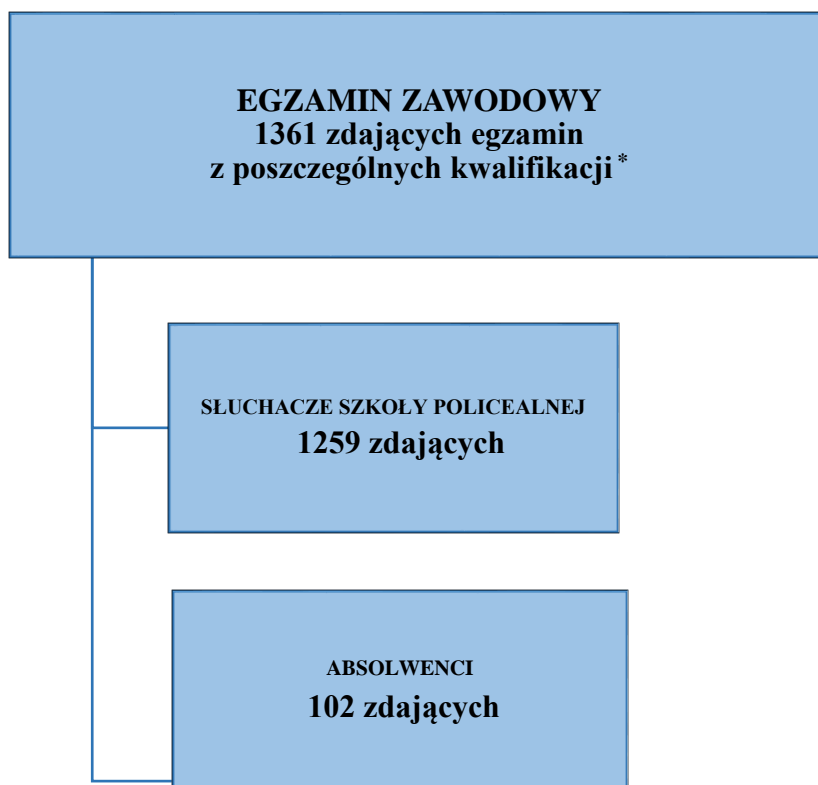 EGZAMIN ZAWODOWY
1361 zdających egzamin
z poszczególnych kwalifikacji*
SŁUCHACZE SZKOŁY POLICEALNEJ
1259 zdających
ABSOLWENCI
102 zdających